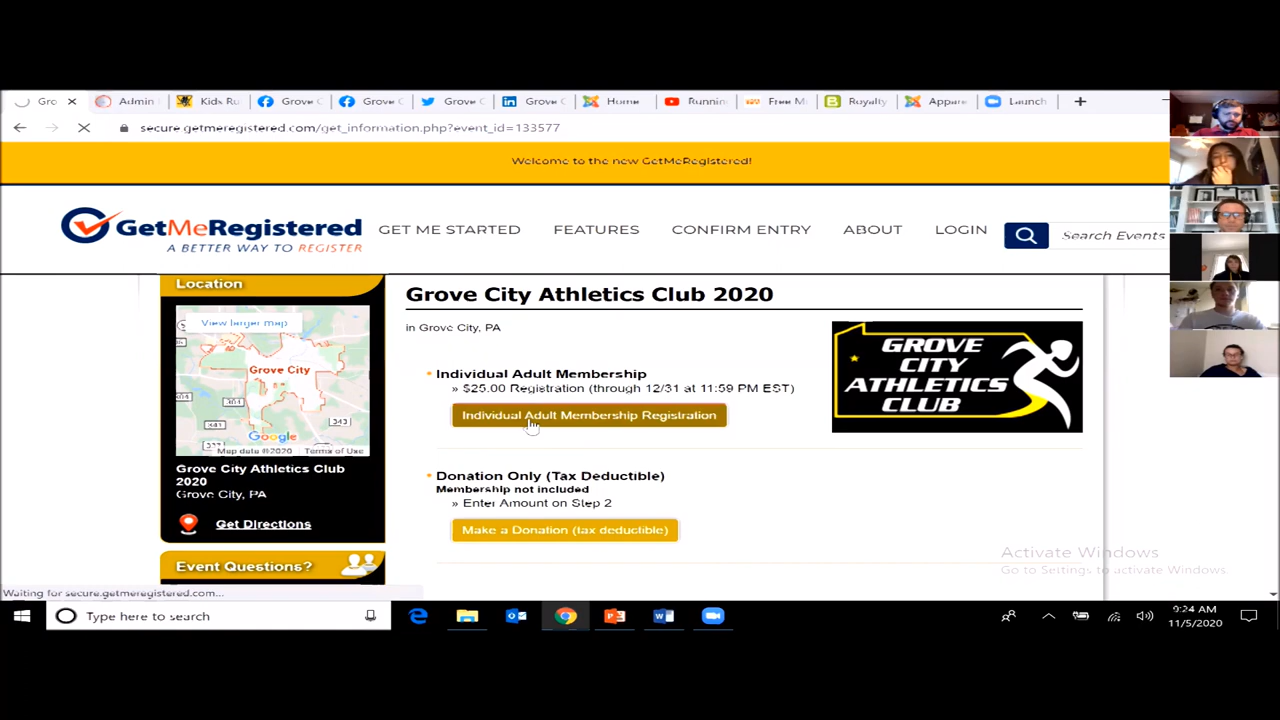 Gro
Admin
Kids Ru
Grove C
Grove C
Grove C
Grove C
Home
Runnin
Free M
Royalty
Appare
Launch
secure.getmeregistered.com/get_information.php?event_id=133577
Welcome to the new GetMeRegistered!
GetMeRegistered
A BETTER WAY TO REGISTER
GET ME STARTED
FEATURES
CONFIRM ENTRY
ABOUT
LOGIN
Search Events
Location
View larger map
Grove City
Google
Map data ©2020 Terms of Use
Grove City Athletics Club
2020
Grove City, PA
Get Directions
Event Questions?
Grove City Athletics Club 2020
in Grove City, PA
Individual Adult Membership
» $25.00 Registration (through 12/31 at 11:59 PM EST)
Individual Adult Membership Registration
Donation Only (Tax Deductible)
Membership not included
» Enter Amount on Step 2
Make a Donation (tax deductible)
GROVE
CITY
ATHLETICS
CLUB
Activate Windows
Go to Settings to activate Windows.
Waiting for secure.getmeregistered.com...
Type here to search
9:24 AM
11/5/2020